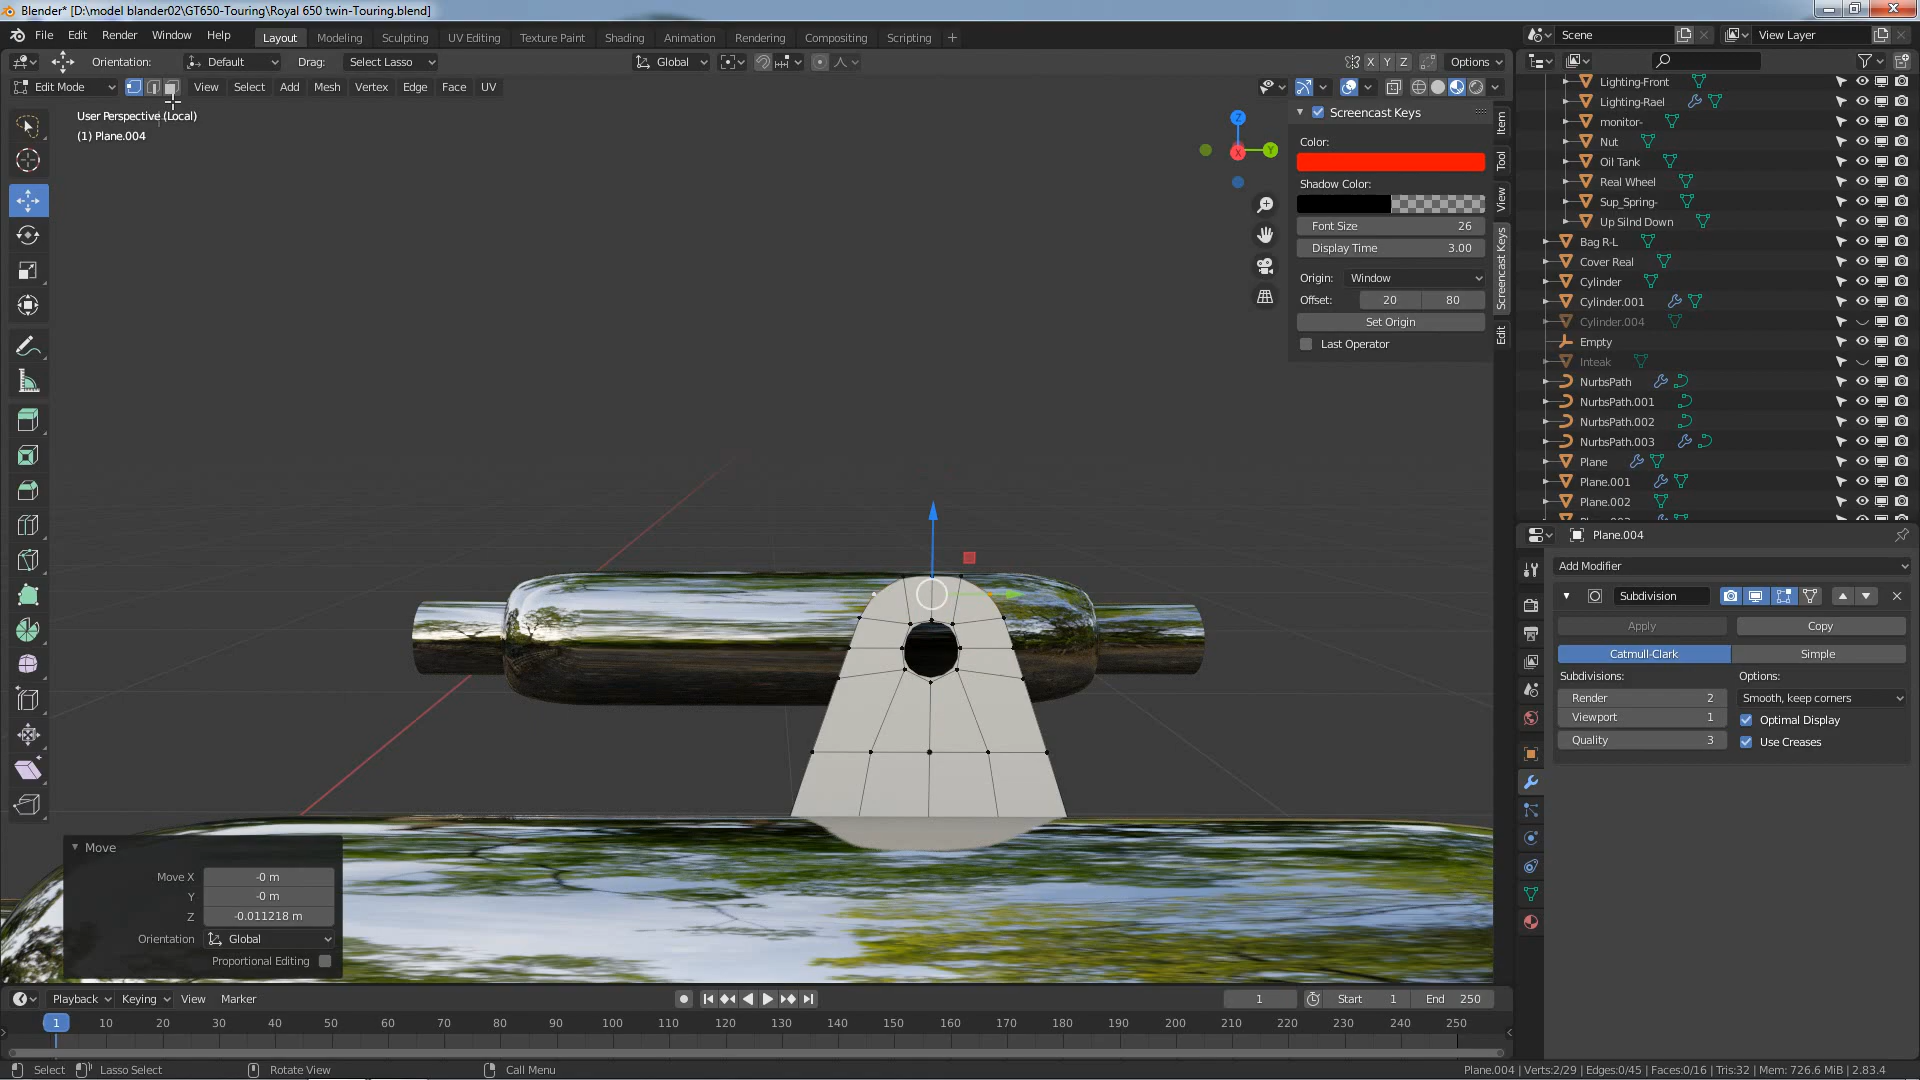 Blender* [D:\model blander02\GT650-Touring\Royal 650 twin-Touring.blend]
File Edit Render Window Help Layout Modeling Sculpting UV Editing Texture Paint Shading Animation Rendering Compositing Scripting + Scene View Layer
Orientation: Default Drag: Select Lasso Global X Y Z Options
Edit Mode View Select Add Mesh Vertex Edge Face UV
User Perspective (Local)
(1) Plane.004
Z
Y
X
Screencast Keys
Color:
Shadow Color:
Font Size 26
Display Time 3.00
Origin: Window
Offset: 20 80
Set Origin
Last Operator
Item
Tool
View
Screencast Keys
Edit
Lighting-Front
Lighting-Rael
monitor-
Nut
Oil Tank
Real Wheel
Sup_Spring-
Up Silnd Down
Bag R-L
Cover Real
Cylinder
Cylinder.001
Cylinder.004
Empty
Inteak
NurbsPath
NurbsPath.001
NurbsPath.002
NurbsPath.003
Plane
Plane.001
Plane.002
Plane.004
Add Modifier
Subdivision
Apply Copy
Catmull-Clark Simple
Subdivisions: Options:
Render 2 Smooth, keep corners
Viewport 1 Optimal Display
Quality 3 Use Creases
Move
Move X -0 m
Y -0 m
Z -0.011218 m
Orientation Global
Proportional Editing
Playback Keying View Marker 1 Start 1 End 250
1 10 20 30 40 50 60 70 80 90 100 110 120 130 140 150 160 170 180 190 200 210 220 230 240 250
Select Lasso Select Rotate View Call Menu Plane.004 | Verts:2/29 | Edges:0/45 | Faces:0/16 | Tris:32 | Mem: 726.6 MiB | 2.83.4